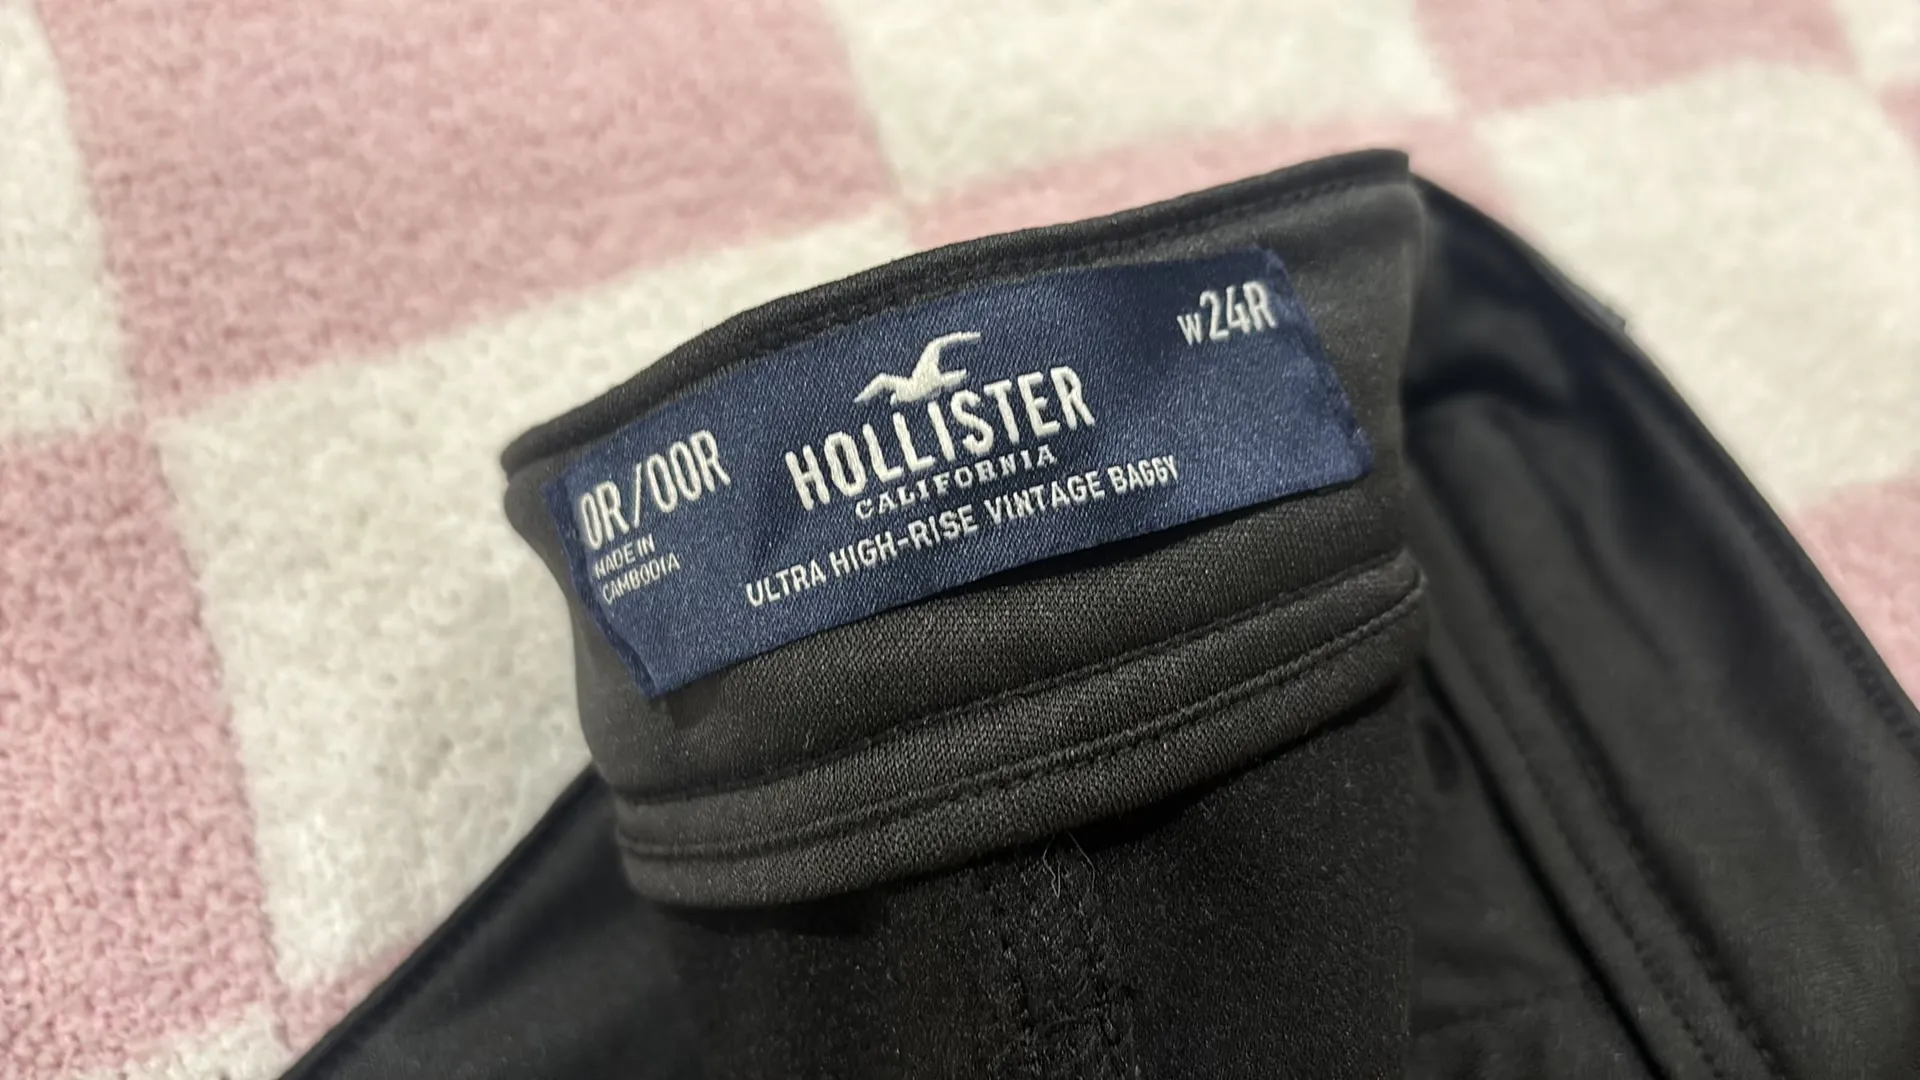 0R/00R
MADE IN
CAMBODIA
HOLLISTER
CALIFORNIA
ULTRA HIGH-RISE VINTAGE BAGGY
W24R